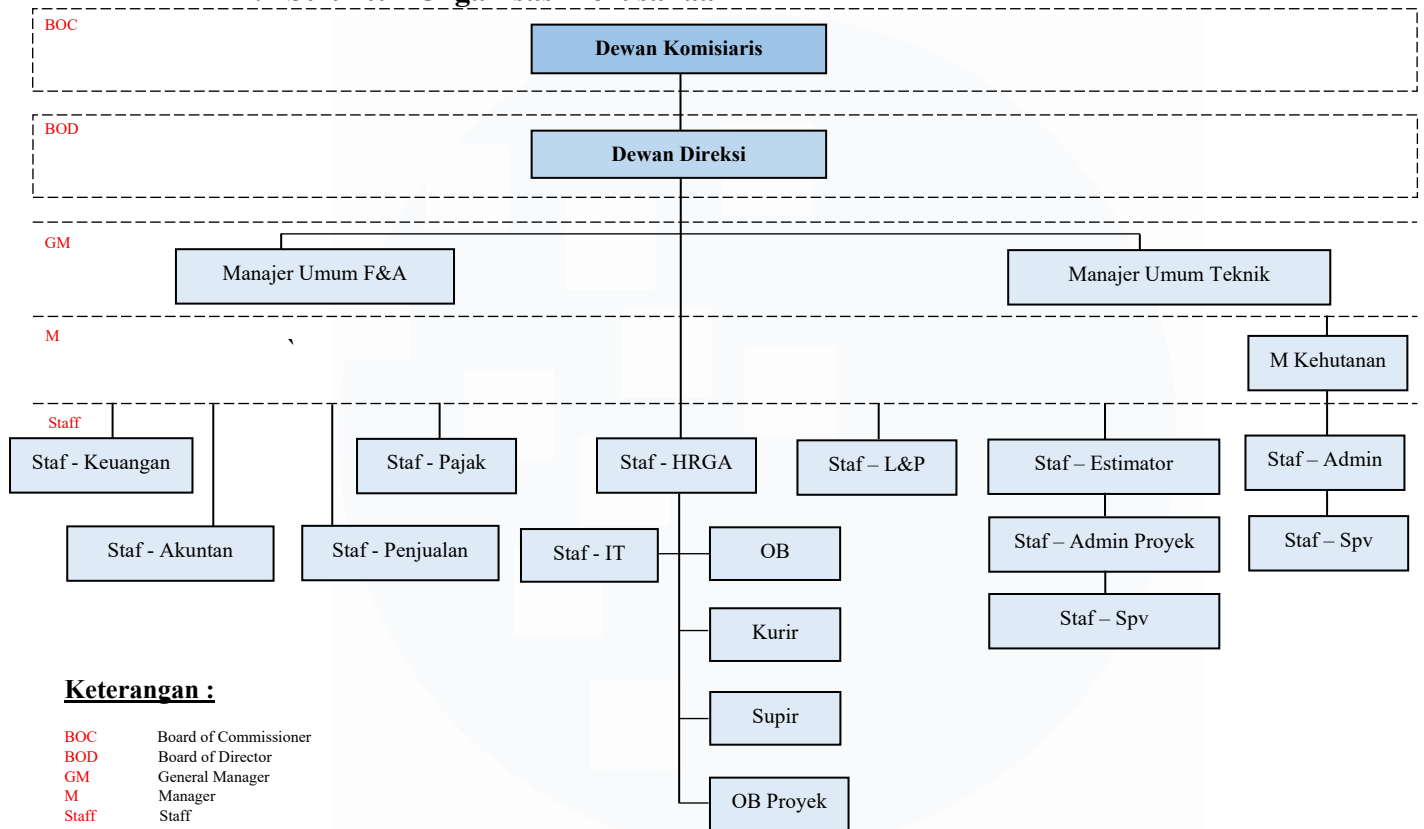 BOC
Dewan Komisiaris
BOD
Dewan Direksi
GM
Manajer Umum F&A
Manajer Umum Teknik
M
`
M Kehutanan
Staff
Staf - Keuangan
Staf - Pajak
Staf - HRGA
Staf – L&P
Staf – Estimator
Staf – Admin
Staf - Akuntan
Staf - Penjualan
Staf - IT
OB
Staf – Admin Proyek
Staf – Spv
Kurir
Staf – Spv
Supir
OB Proyek
Keterangan :
BOC Board of Commissioner
BOD Board of Director
GM General Manager
M Manager
Staff Staff